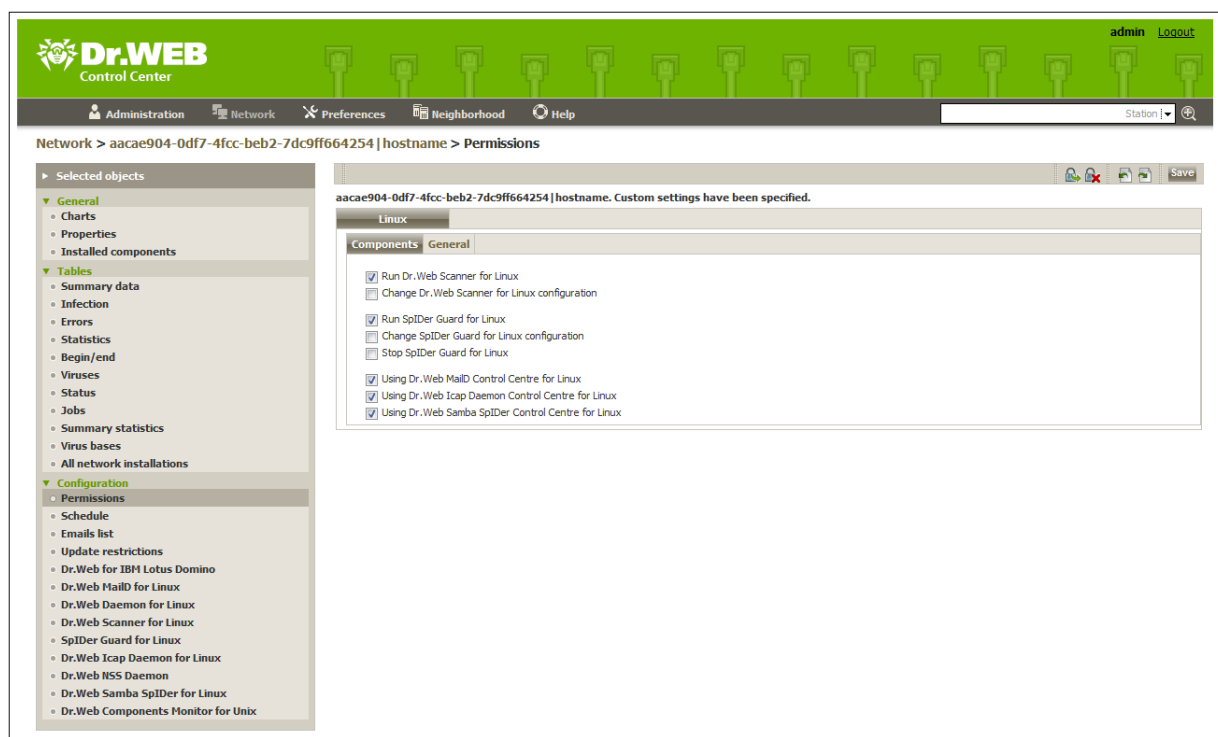 admin Logout
Dr.WEB
Control Center
Administration Network Preferences Neighborhood Help Station
Network > aacae904-0df7-4fcc-beb2-7dc9ff664254|hostname > Permissions
Selected objects
General
Charts
Properties
Installed components
Tables
Summary data
Infection
Errors
Statistics
Begin/end
Viruses
Status
Jobs
Summary statistics
Virus bases
All network installations
Configuration
Permissions
Schedule
Emails list
Update restrictions
Dr.Web for IBM Lotus Domino
Dr.Web MailD for Linux
Dr.Web Daemon for Linux
Dr.Web Scanner for Linux
SpIDer Guard for Linux
Dr.Web Icap Daemon for Linux
Dr.Web NSS Daemon
Dr.Web Samba SpIDer for Linux
Dr.Web Components Monitor for Unix
Save
aacae904-0df7-4fcc-beb2-7dc9ff664254|hostname. Custom settings have been specified.
Linux
Components General
Run Dr.Web Scanner for Linux
Change Dr.Web Scanner for Linux configuration
Run SpIDer Guard for Linux
Change SpIDer Guard for Linux configuration
Stop SpIDer Guard for Linux
Using Dr.Web MailD Control Centre for Linux
Using Dr.Web Icap Daemon Control Centre for Linux
Using Dr.Web Samba SpIDer Control Centre for Linux